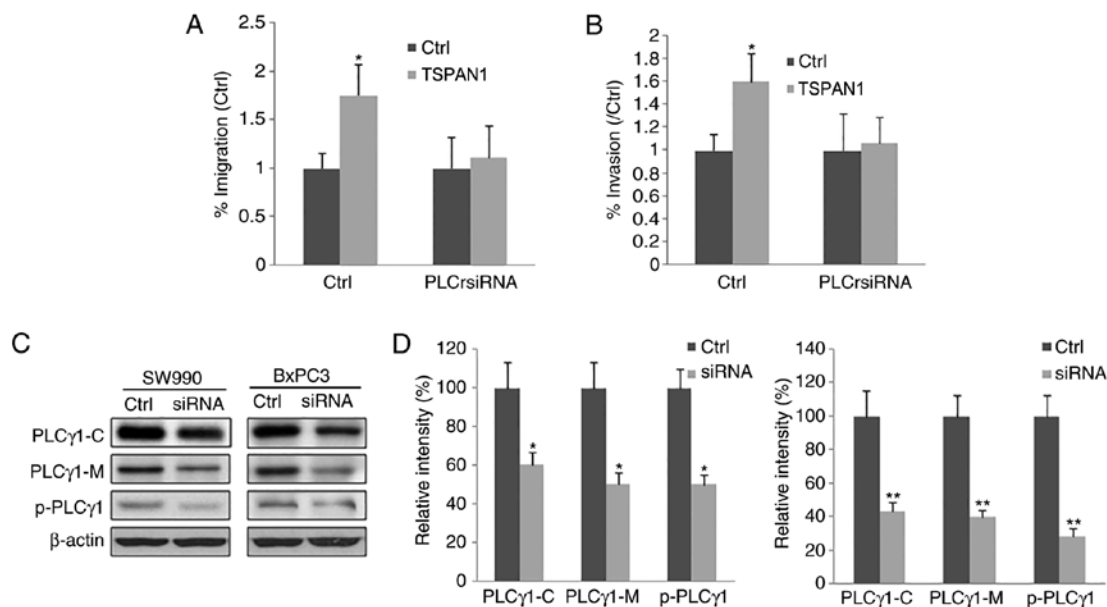 A
2.5
2
1.5
1
0.5
0
% Imigration (Ctrl)
Ctrl
TSPAN1
*
Ctrl
PLCrsiRNA
B
2
1.8
1.6
1.4
1.2
1
0.8
0.6
0.4
0.2
0
% Invasion (/Ctrl)
Ctrl
TSPAN1
*
Ctrl
PLCrsiRNA
C
SW990
BxPC3
Ctrl siRNA
Ctrl siRNA
PLCγ1-C
PLCγ1-M
p-PLCγ1
β-actin
D
120
100
80
60
40
20
0
Relative intensity (%)
Ctrl
siRNA
*
*
*
PLCγ1-C PLCγ1-M p-PLCγ1
140
120
100
80
60
40
20
0
Relative intensity (%)
Ctrl
siRNA
**
**
**
PLCγ1-C PLCγ1-M p-PLCγ1